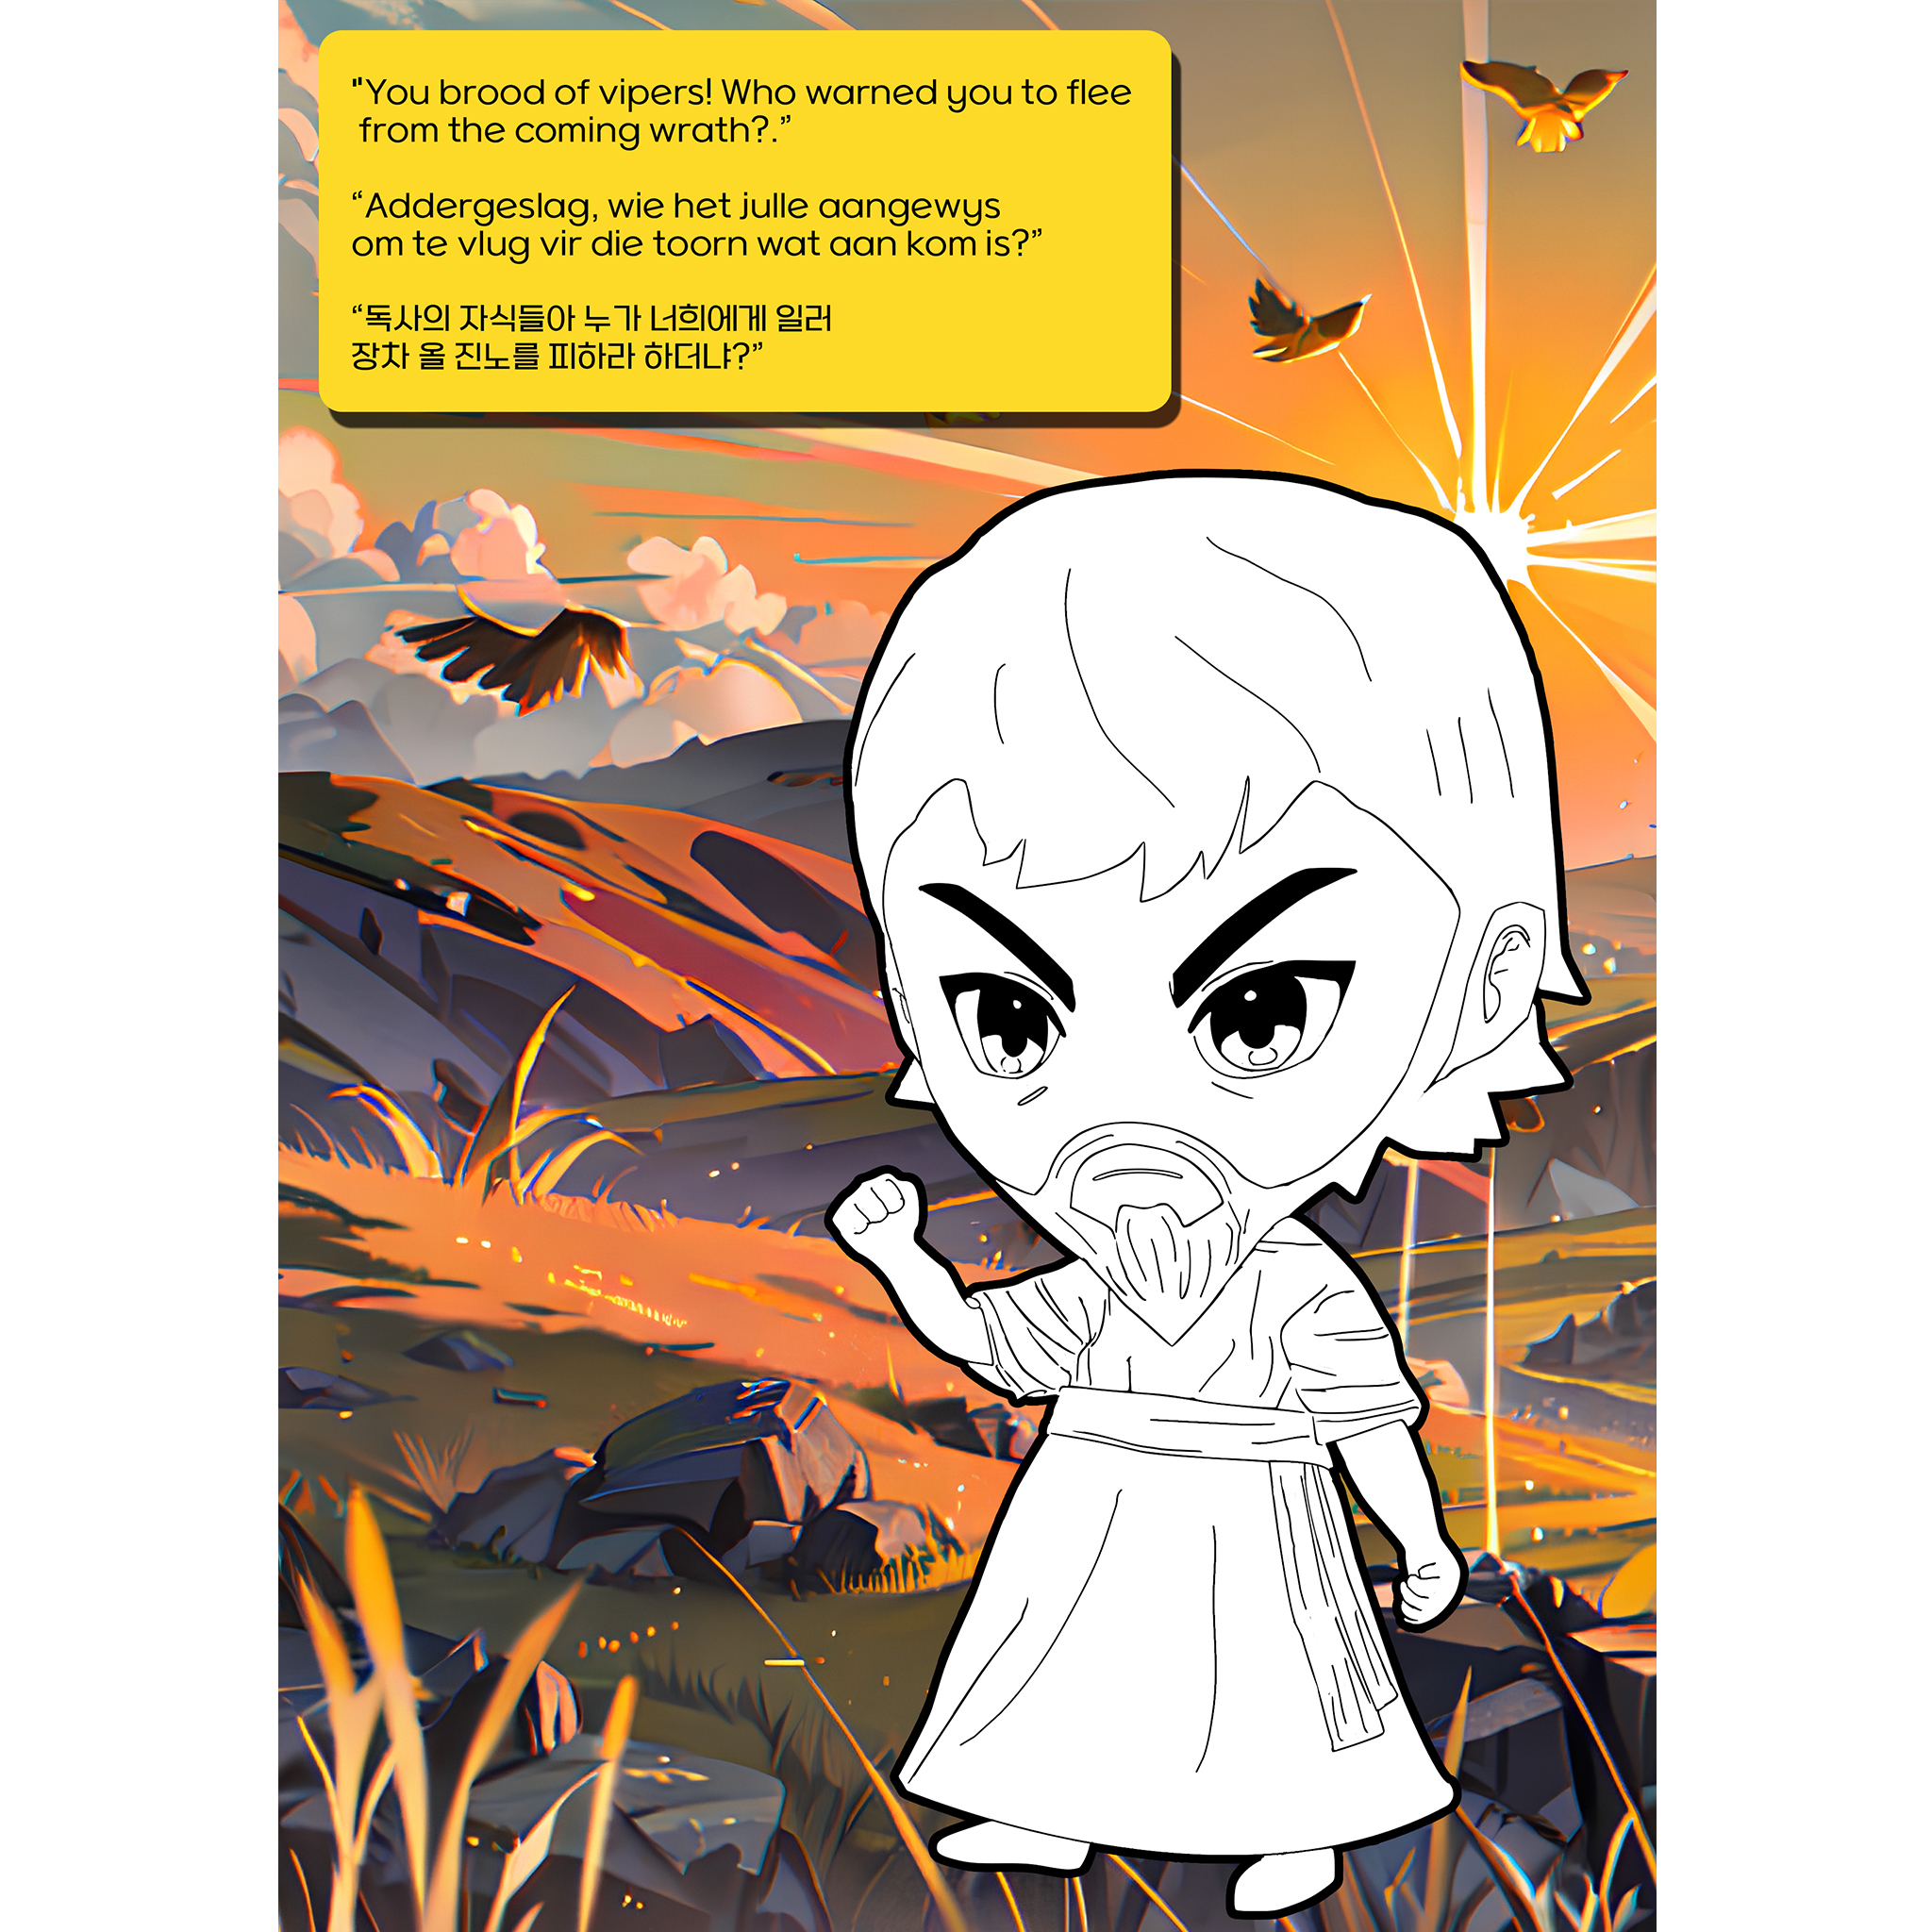 "You brood of vipers! Who warned you to flee
from the coming wrath?.”
“Addergeslag, wie het julle aangewys
om te vlug vir die toorn wat aan kom is?”
“독사의 자식들아 누가 너희에게 일러
장차 올 진노를 피하라 하더냐?”